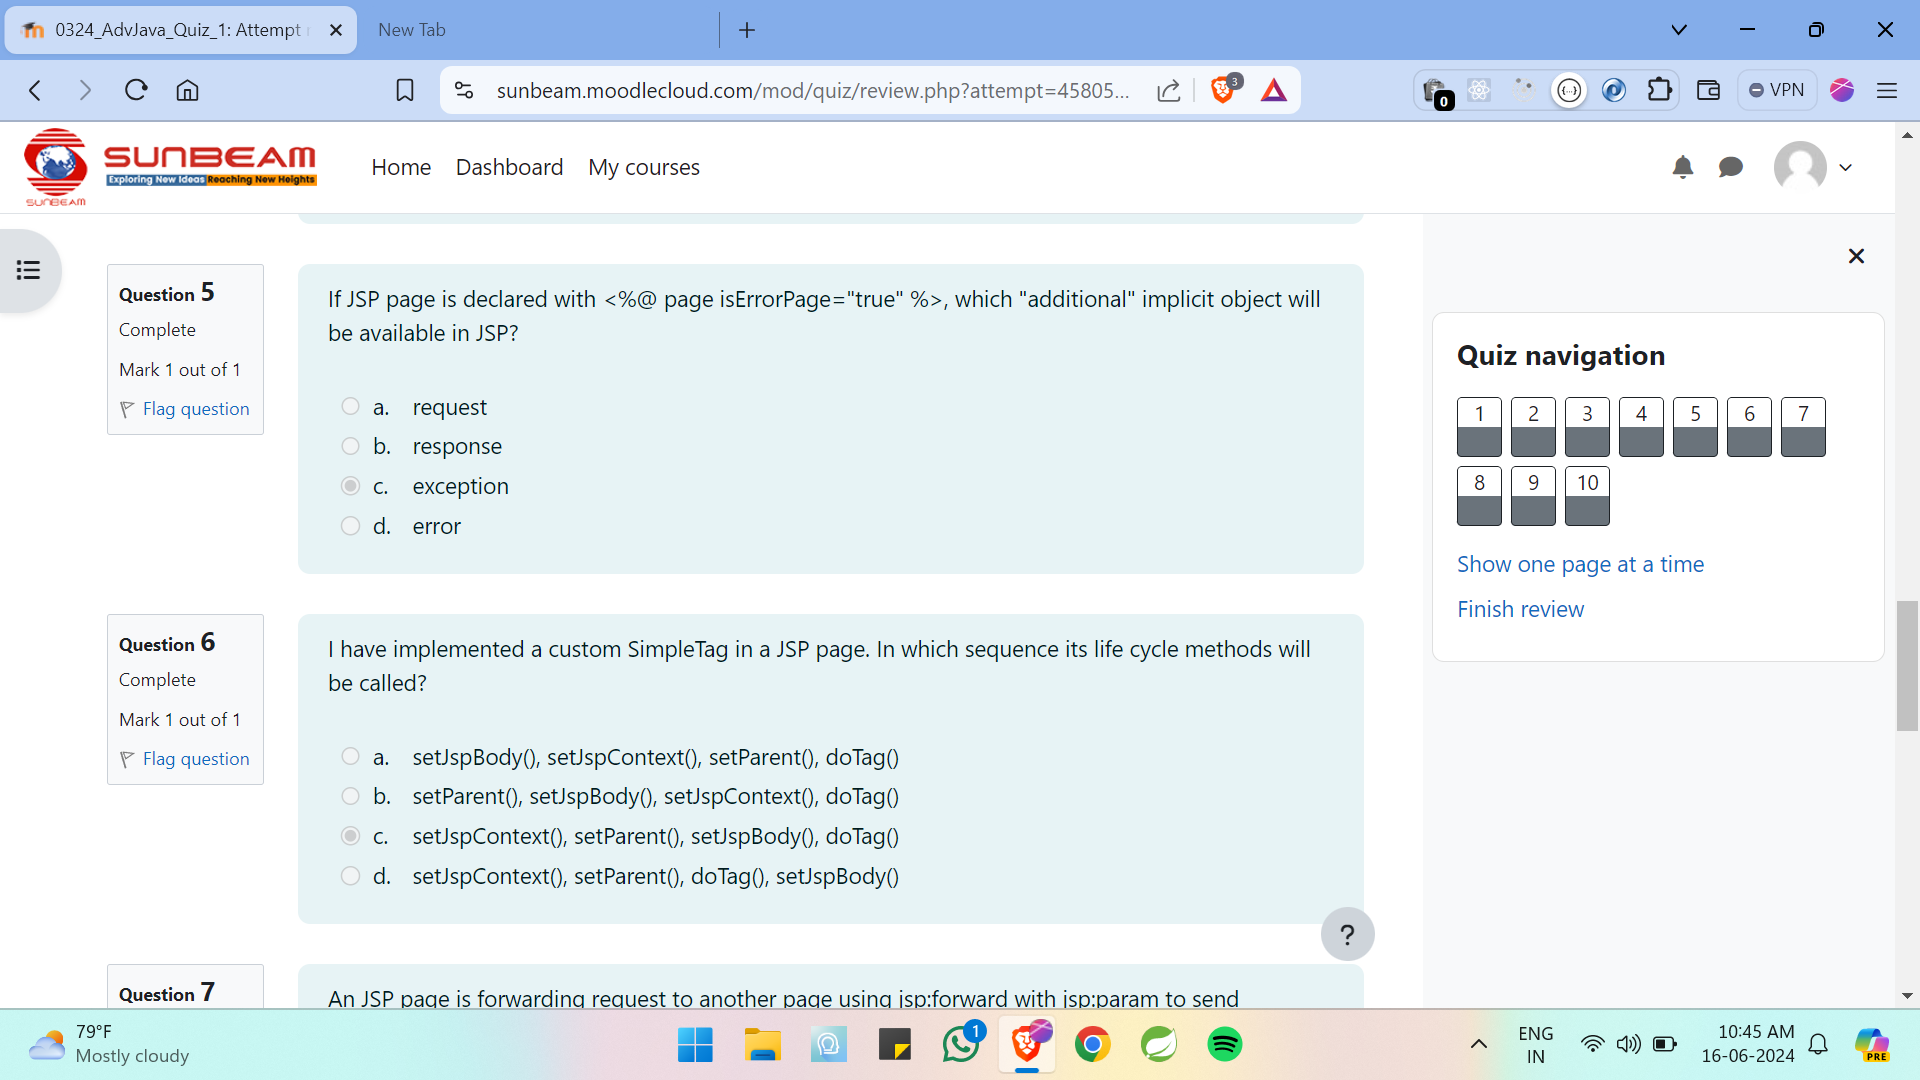 0324_AdvJava_Quiz_1: Attempt
New Tab
sunbeam.moodlecloud.com/mod/quiz/review.php?attempt=45805...
3
0
VPN
SUNBEAM
Exploring New Ideas Reaching New Heights
SUNBEAM
Home
Dashboard
My courses
Question 5
Complete
Mark 1 out of 1
Flag question
If JSP page is declared with <%@ page isErrorPage="true" %>, which "additional" implicit object will
be available in JSP?
a. request
b. response
c. exception
d. error
Question 6
Complete
Mark 1 out of 1
Flag question
I have implemented a custom SimpleTag in a JSP page. In which sequence its life cycle methods will
be called?
a. setJspBody(), setJspContext(), setParent(), doTag()
b. setParent(), setJspBody(), setJspContext(), doTag()
c. setJspContext(), setParent(), setJspBody(), doTag()
d. setJspContext(), setParent(), doTag(), setJspBody()
?
Question 7
An JSP page is forwarding request to another page using jsp:forward with jsp:param to send
Quiz navigation
1 2 3 4 5 6 7
8 9 10
Show one page at a time
Finish review
79°F
Mostly cloudy
1
ENG
IN
10:45 AM
16-06-2024
PRE